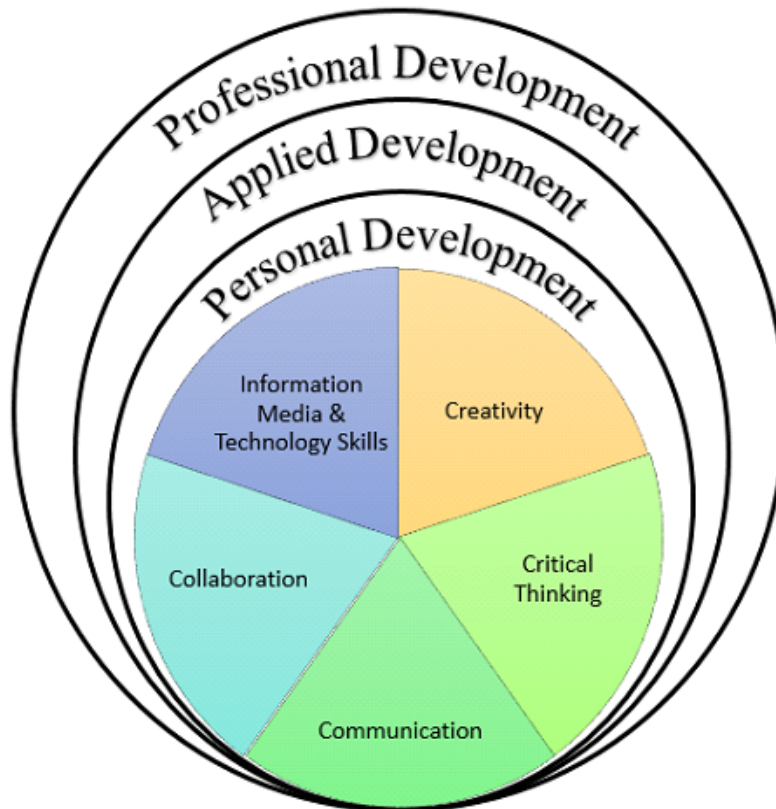 Professional Development
Applied Development
Personal Development
Information
Media &
Technology Skills
Creativity
Critical
Thinking
Collaboration
Communication